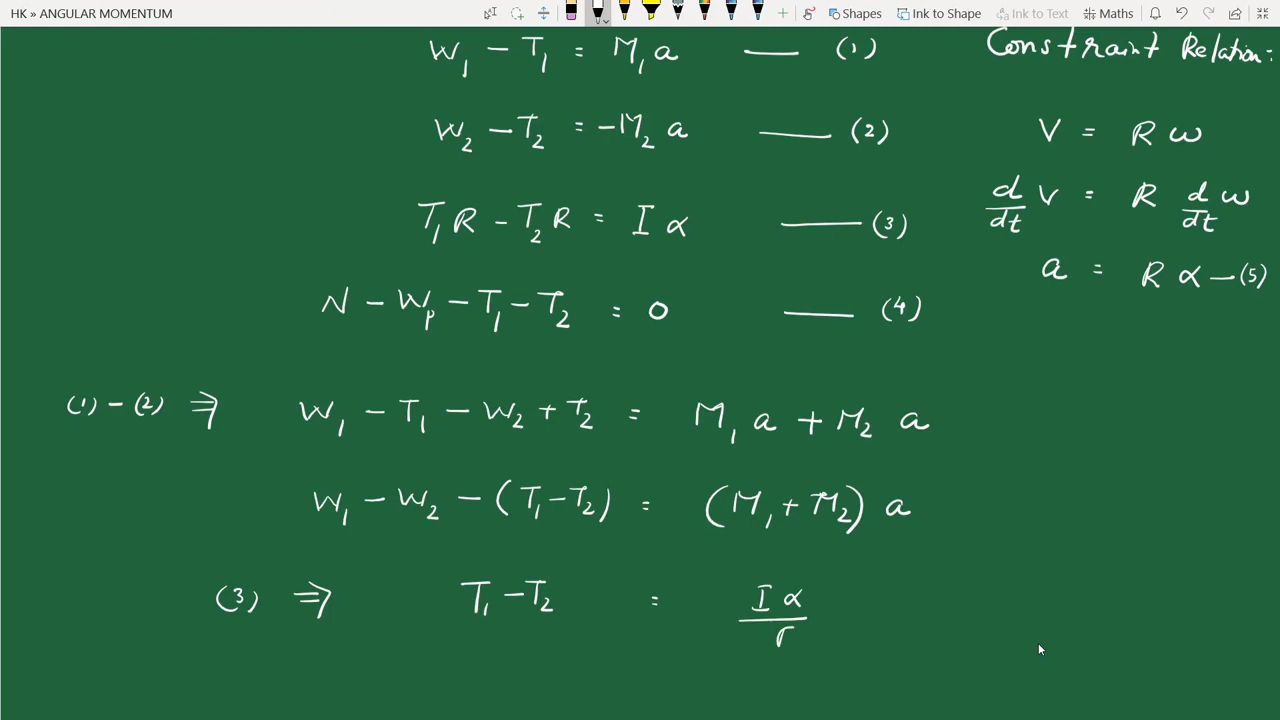 HK » ANGULAR MOMENTUM
Shapes Ink to Shape Ink to Text Maths
W₁ - T₁ = M₁ a —— (1)
W₂ - T₂ = -M₂ a —— (2)
T₁ R - T₂ R = I α —— (3)
N - Wₚ - T₁ - T₂ = 0 —— (4)
Constraint Relation:
V = R ω
d/dt V = R d/dt ω
a = R α — (5)
(1) - (2) ⇒ W₁ - T₁ - W₂ + T₂ = M₁ a + M₂ a
W₁ - W₂ - (T₁ - T₂) = (M₁ + M₂) a
(3) ⇒ T₁ - T₂ = I α / r